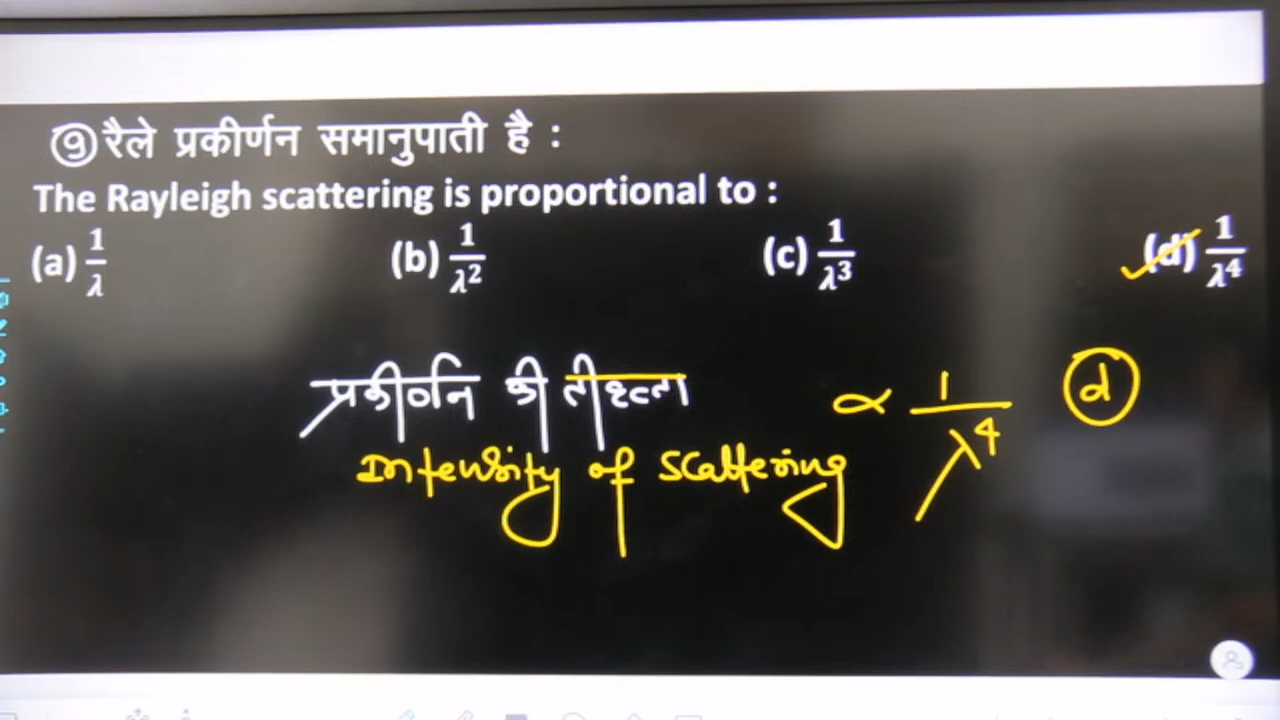 ⑨ रैले प्रकीर्णन समानुपाती है :
The Rayleigh scattering is proportional to :
(a) 1/λ (b) 1/λ² (c) 1/λ³ (d) 1/λ⁴
प्रकीर्णन की तीव्रता ∝ 1/λ⁴ (d)
Intensity of scattering